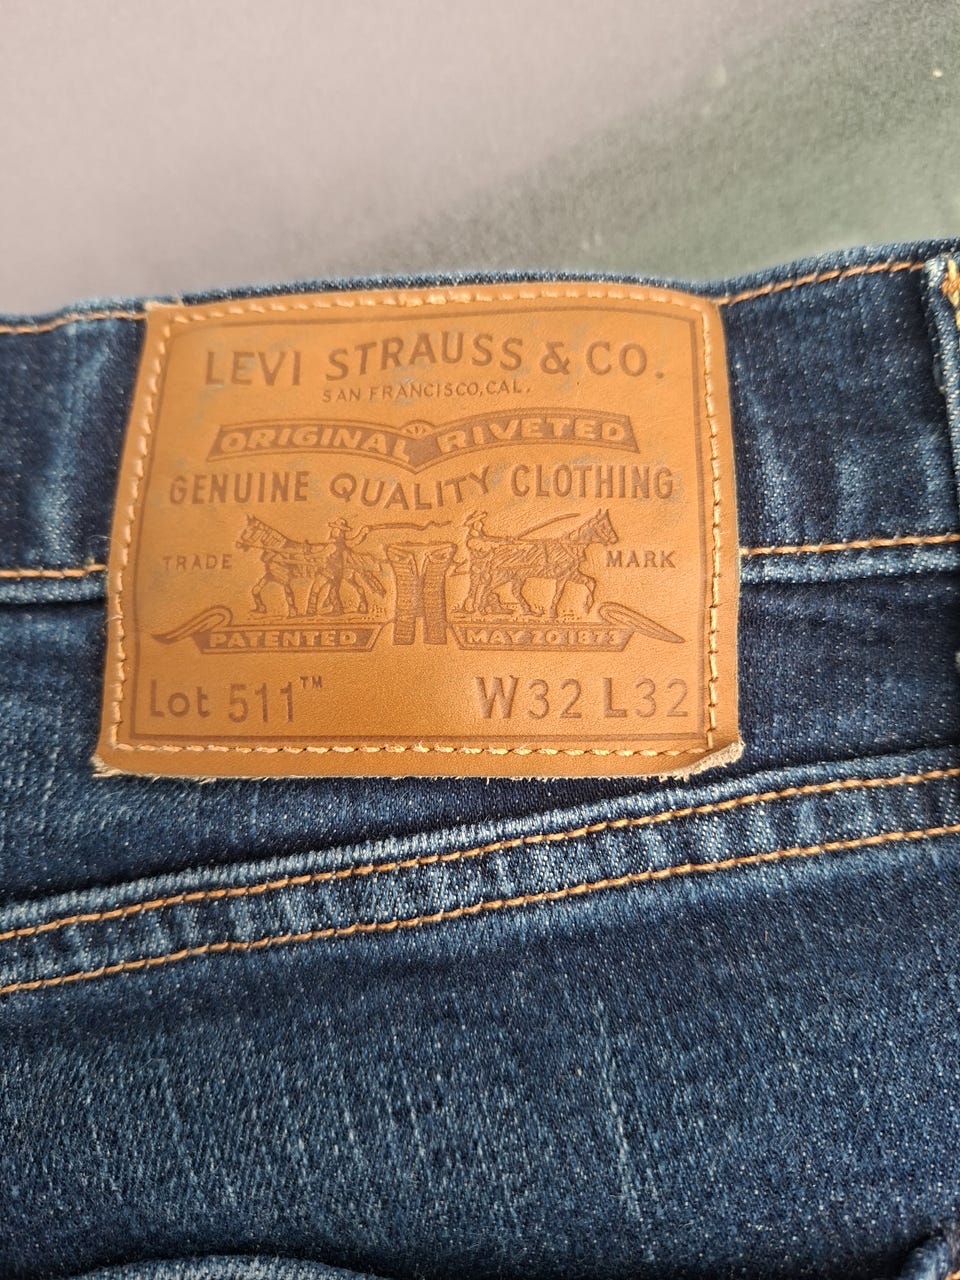 LEVI STRAUSS & CO.
SAN FRANCISCO, CAL.
ORIGINAL RIVETED
GENUINE QUALITY CLOTHING
TRADE MARK
PATENTED MAY 20 1873
Lot 511™ W32 L32